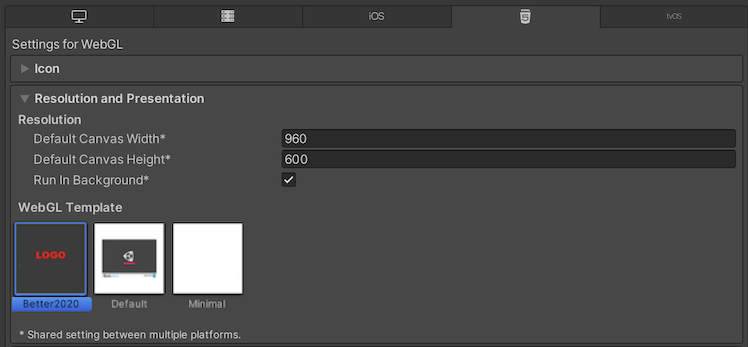 iOS
tvOS
Settings for WebGL
Icon
Resolution and Presentation
Resolution
Default Canvas Width* 960
Default Canvas Height* 600
Run In Background*
WebGL Template
LOGO
Better2020 Default Minimal
* Shared setting between multiple platforms.